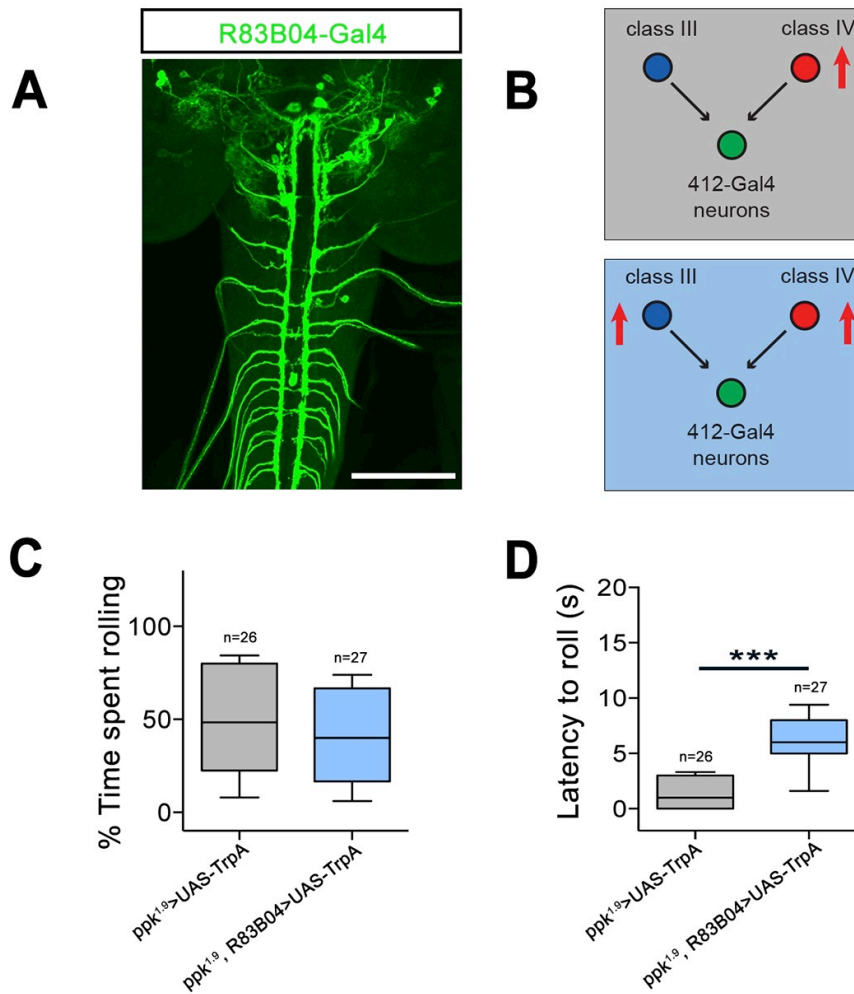 R83B04-Gal4
A
B
class III
class IV
412-Gal4
neurons
class III
class IV
412-Gal4
neurons
C
% Time spent rolling
100
50
0
n=26
n=27
ppk1.9>UAS-TrpA
ppk1.9, R83B04>UAS-TrpA
D
Latency to roll (s)
20
15
10
5
0
***
n=26
n=27
ppk1.9>UAS-TrpA
ppk1.9, R83B04>UAS-TrpA